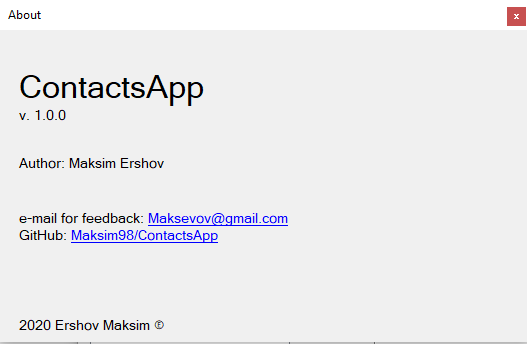 About
x
ContactsApp
v. 1.0.0
Author: Maksim Ershov
e-mail for feedback: Maksevov@gmail.com
GitHub: Maksim98/ContactsApp
2020 Ershov Maksim ©